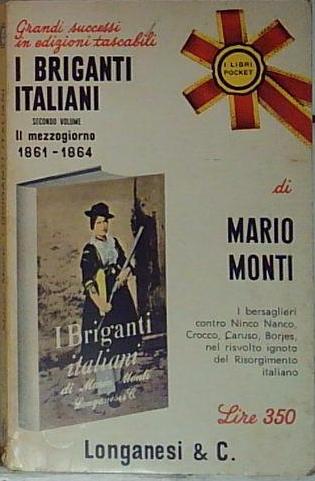 Grandi successi
in edizioni tascabili
I BRIGANTI
ITALIANI
SECONDO VOLUME
Il mezzogiorno
1861 - 1864
I LIBRI
POCKET
di
MARIO
MONTI
I bersaglieri
contro Ninco Nanco,
Crocco, Caruso, Borjes,
nel risvolto ignoto
del Risorgimento
italiano
I Briganti
italiani
di Mario Monti
Longanesi & C.
Lire 350
Longanesi & C.